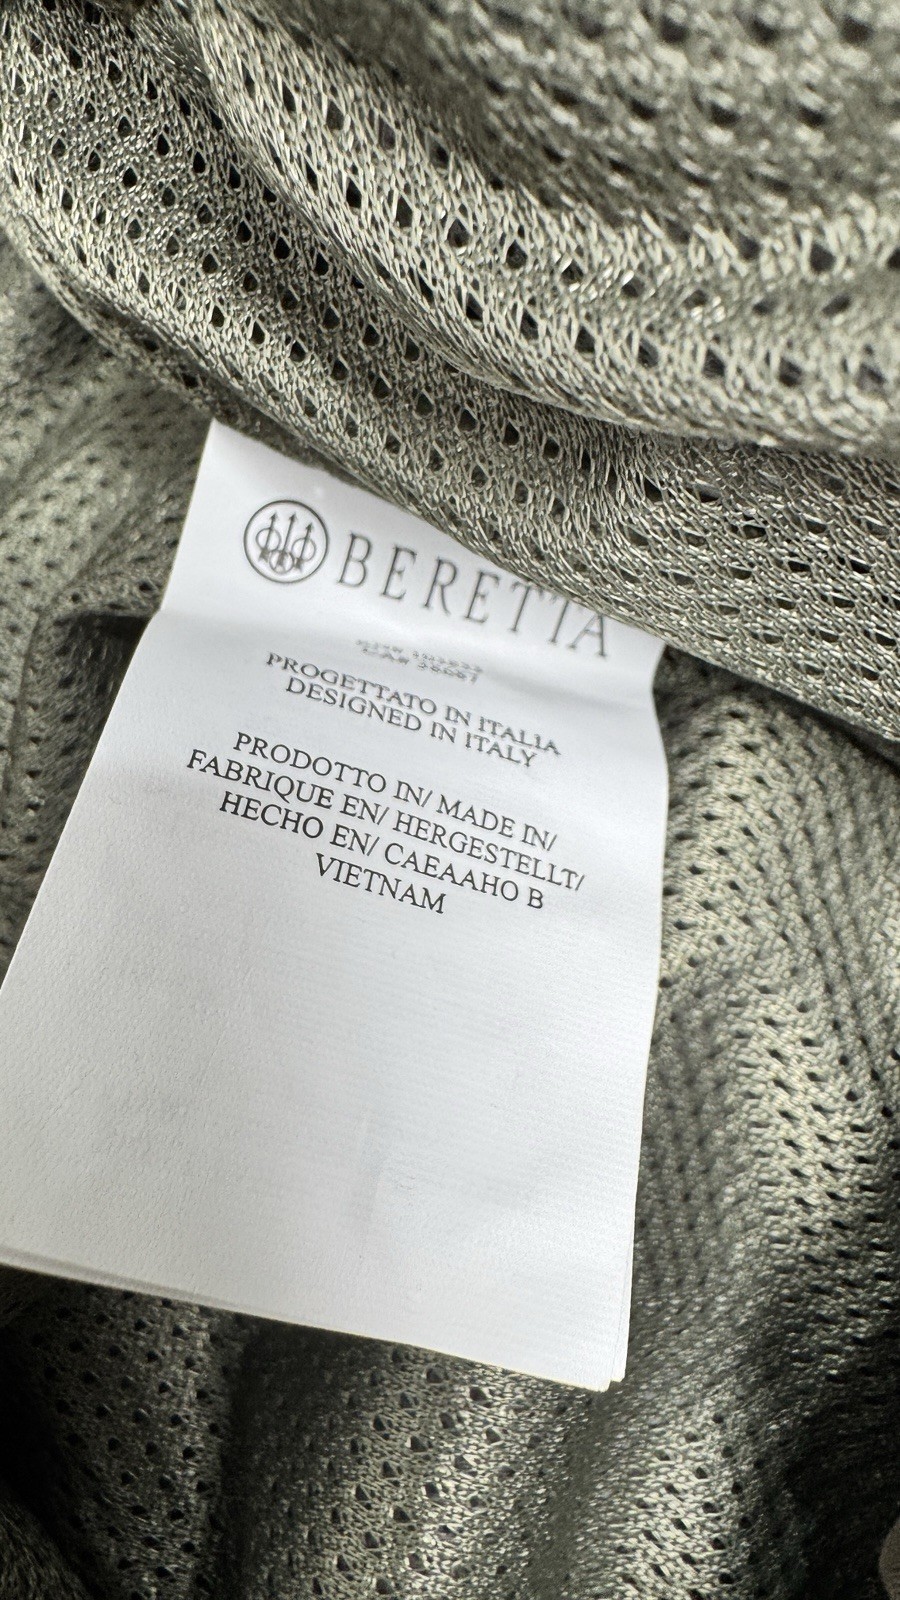 BERETTA
PROGETTATO IN ITALIA
DESIGNED IN ITALY
PRODOTTO IN/ MADE IN/
FABRIQUE EN/ HERGESTELLT/
HECHO EN/ CAEAAHO B
VIETNAM